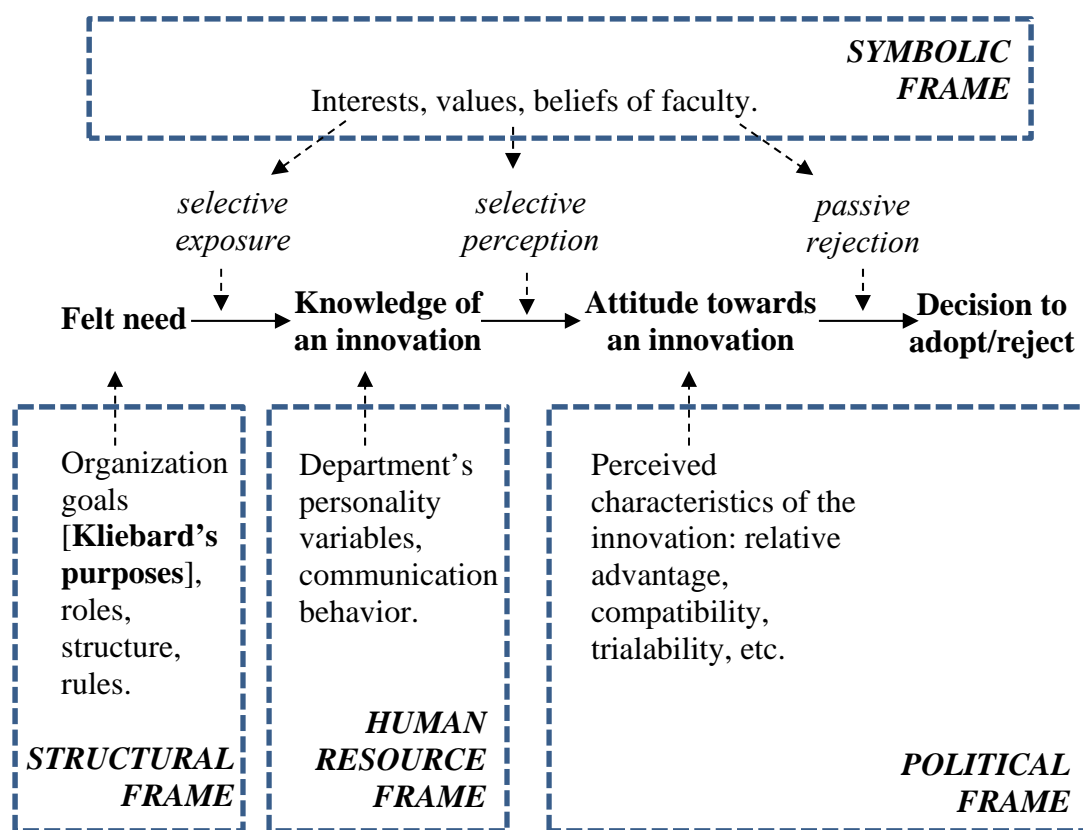 SYMBOLIC
FRAME
Interests, values, beliefs of faculty.
selective
exposure
selective
perception
passive
rejection
Felt need
Knowledge of
an innovation
Attitude towards
an innovation
Decision to
adopt/reject
Organization
goals
[Kliebard’s
purposes],
roles,
structure,
rules.
STRUCTURAL
FRAME
Department’s
personality
variables,
communication
behavior.
HUMAN
RESOURCE
FRAME
Perceived
characteristics of the
innovation: relative
advantage,
compatibility,
trialability, etc.
POLITICAL
FRAME